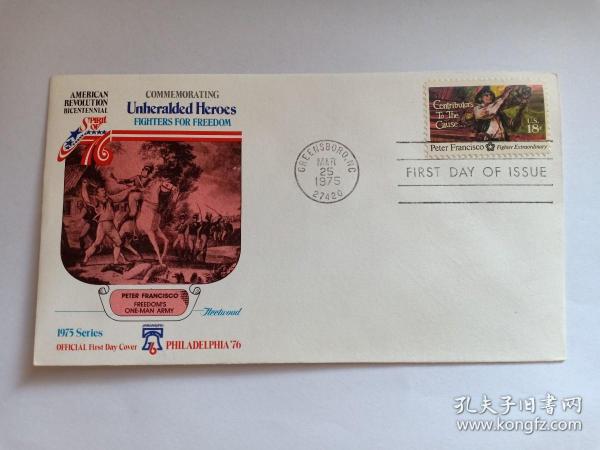 AMERICAN
REVOLUTION
BICENTENNIAL
SPIRIT
OF
76
COMMEMORATING
Unheralded Heroes
FIGHTERS FOR FREEDOM
PETER FRANCISCO
FREEDOM'S
ONE-MAN ARMY
Fleetwood
1975 Series
OFFICIAL First Day Cover
76
PHILADELPHIA '76
GREENSBORO, NC
MAR
25
1975
27420
Contributors
To The
Cause...
U.S.
18c
Peter Francisco
Fighter Extraordinary
FIRST DAY OF ISSUE
孔夫子旧书网
www.kongfz.com